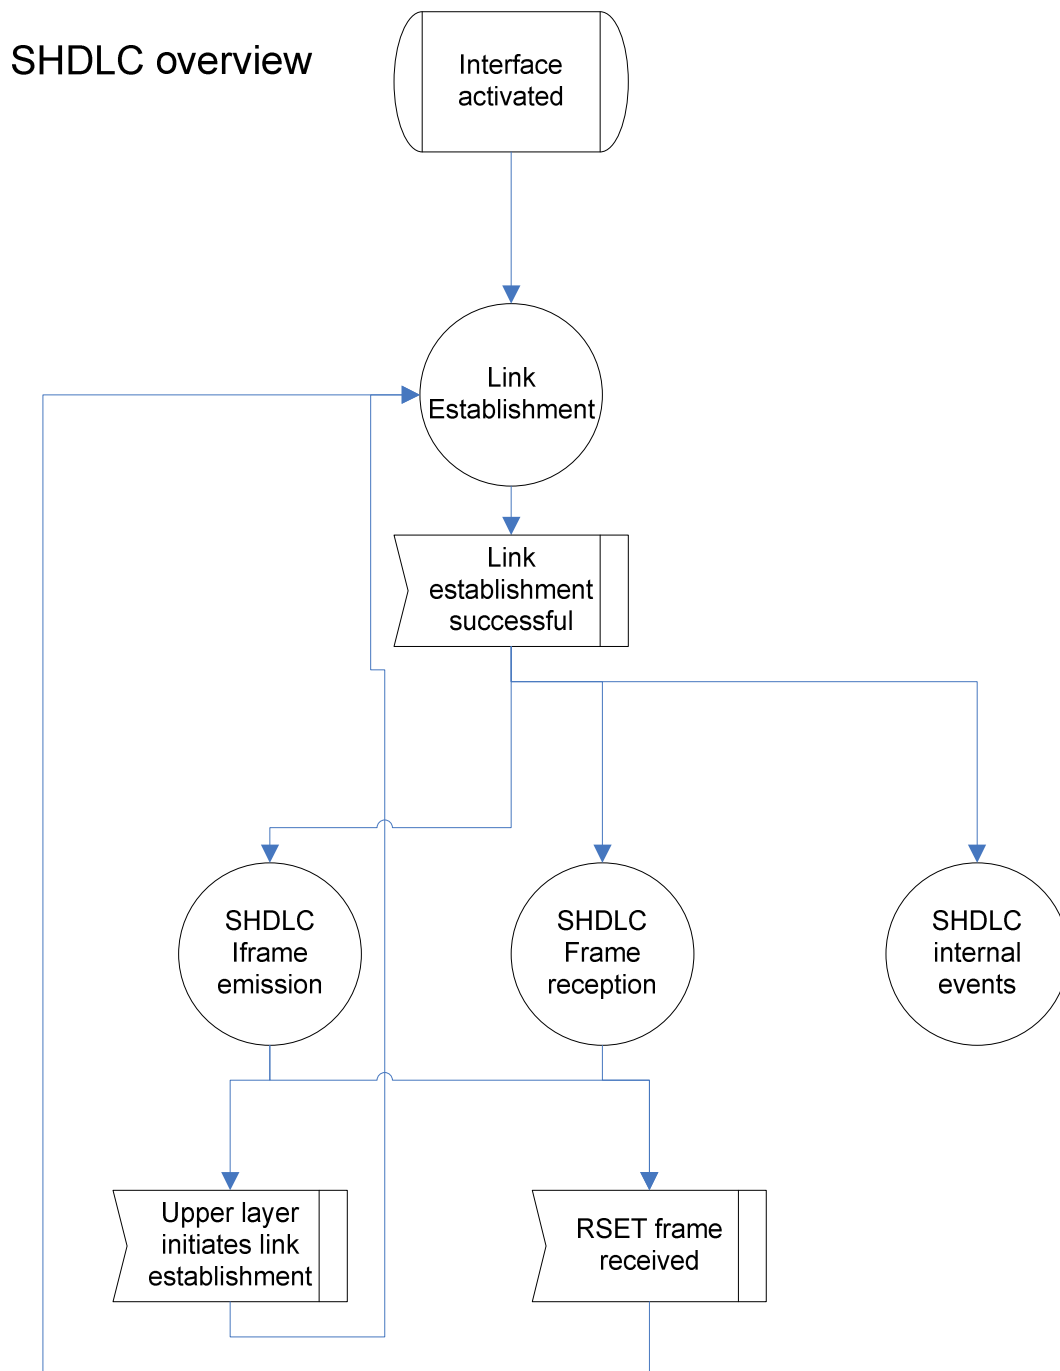 SHDLC overview
Interface
activated
Link
Establishment
Link
establishment
successful
SHDLC
Iframe
emission
SHDLC
Frame
reception
SHDLC
internal
events
Upper layer
initiates link
establishment
RSET frame
received